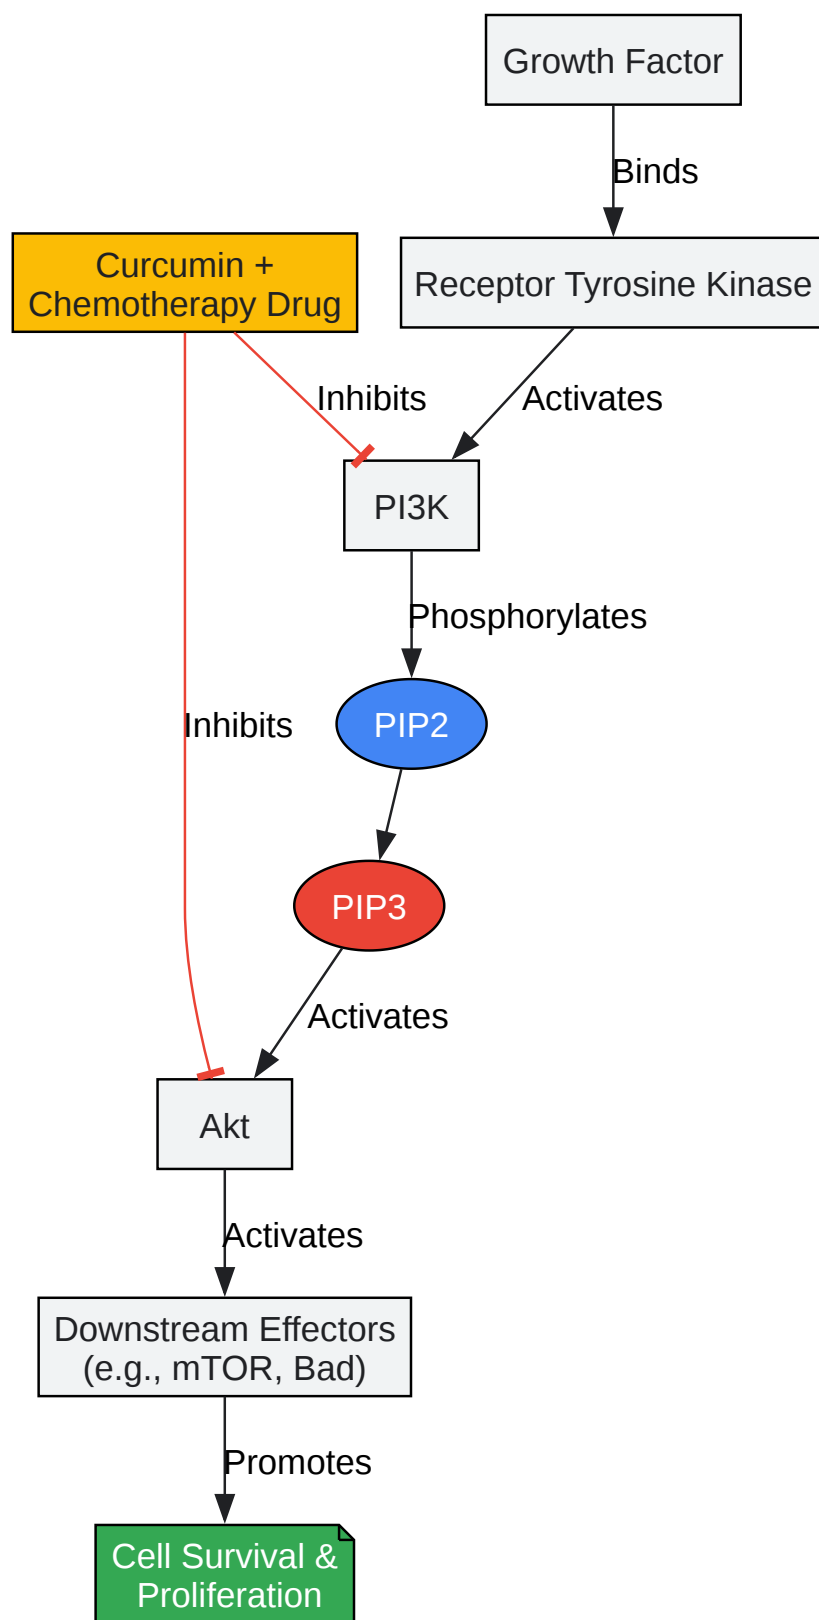 Growth Factor
Binds
Curcumin +
Chemotherapy Drug
Receptor Tyrosine Kinase
Inhibits
Activates
PI3K
Phosphorylates
Inhibits
PIP2
PIP3
Activates
Akt
Activates
Downstream Effectors
(e.g., mTOR, Bad)
Promotes
Cell Survival &
Proliferation